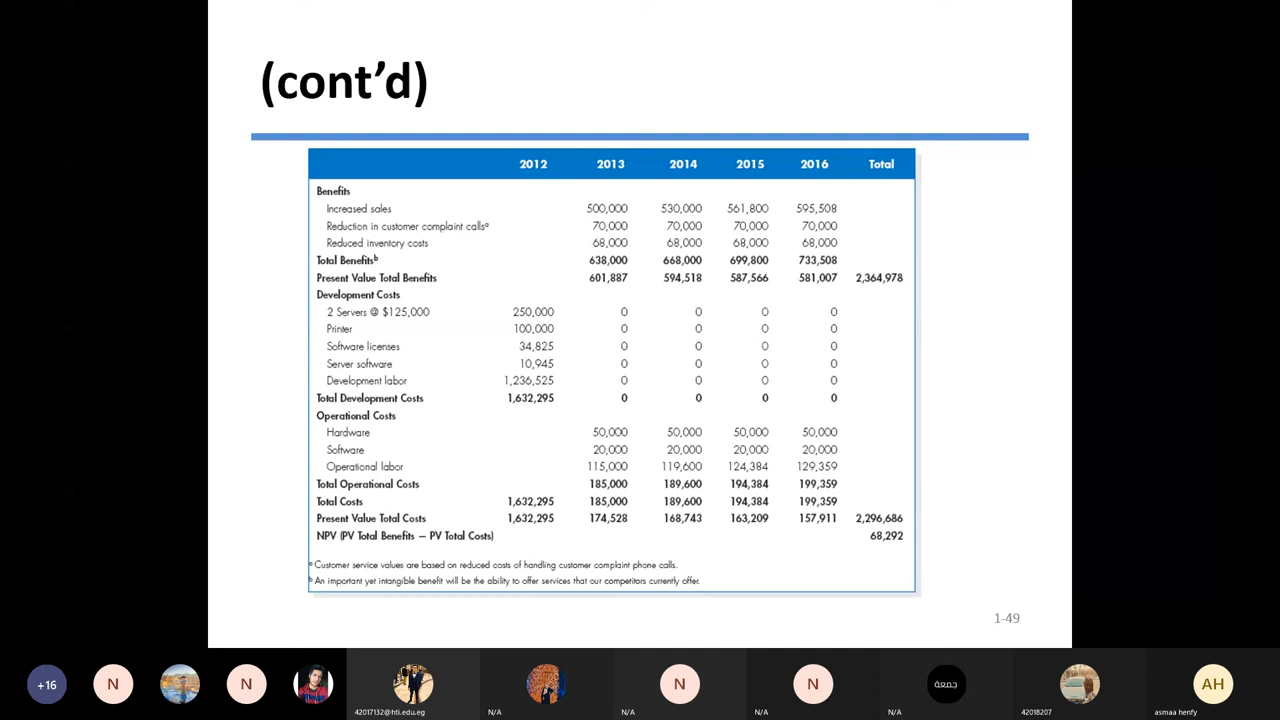 (cont’d)
2012 2013 2014 2015 2016 Total
Benefits
Increased sales 500,000 530,000 561,800 595,508
Reduction in customer complaint callsᵃ 70,000 70,000 70,000 70,000
Reduced inventory costs 68,000 68,000 68,000 68,000
Total Benefitsᵇ 638,000 668,000 699,800 733,508
Present Value Total Benefits 601,887 594,518 587,566 581,007 2,364,978
Development Costs
2 Servers @ $125,000 250,000 0 0 0 0
Printer 100,000 0 0 0 0
Software licenses 34,825 0 0 0 0
Server software 10,945 0 0 0 0
Development labor 1,236,525 0 0 0 0
Total Development Costs 1,632,295 0 0 0 0
Operational Costs
Hardware 50,000 50,000 50,000 50,000
Software 20,000 20,000 20,000 20,000
Operational labor 115,000 119,600 124,384 129,359
Total Operational Costs 185,000 189,600 194,384 199,359
Total Costs 1,632,295 185,000 189,600 194,384 199,359
Present Value Total Costs 1,632,295 174,528 168,743 163,209 157,911 2,296,686
NPV (PV Total Benefits — PV Total Costs) 68,292
ᵃ Customer service values are based on reduced costs of handling customer complaint phone calls.
ᵇ An important yet intangible benefit will be the ability to offer services that our competitors currently offer.
1-49
+16 N N N N جمعة AH
42017132@hti.edu.eg N/A N/A N/A N/A 42018207 asmaa henfy